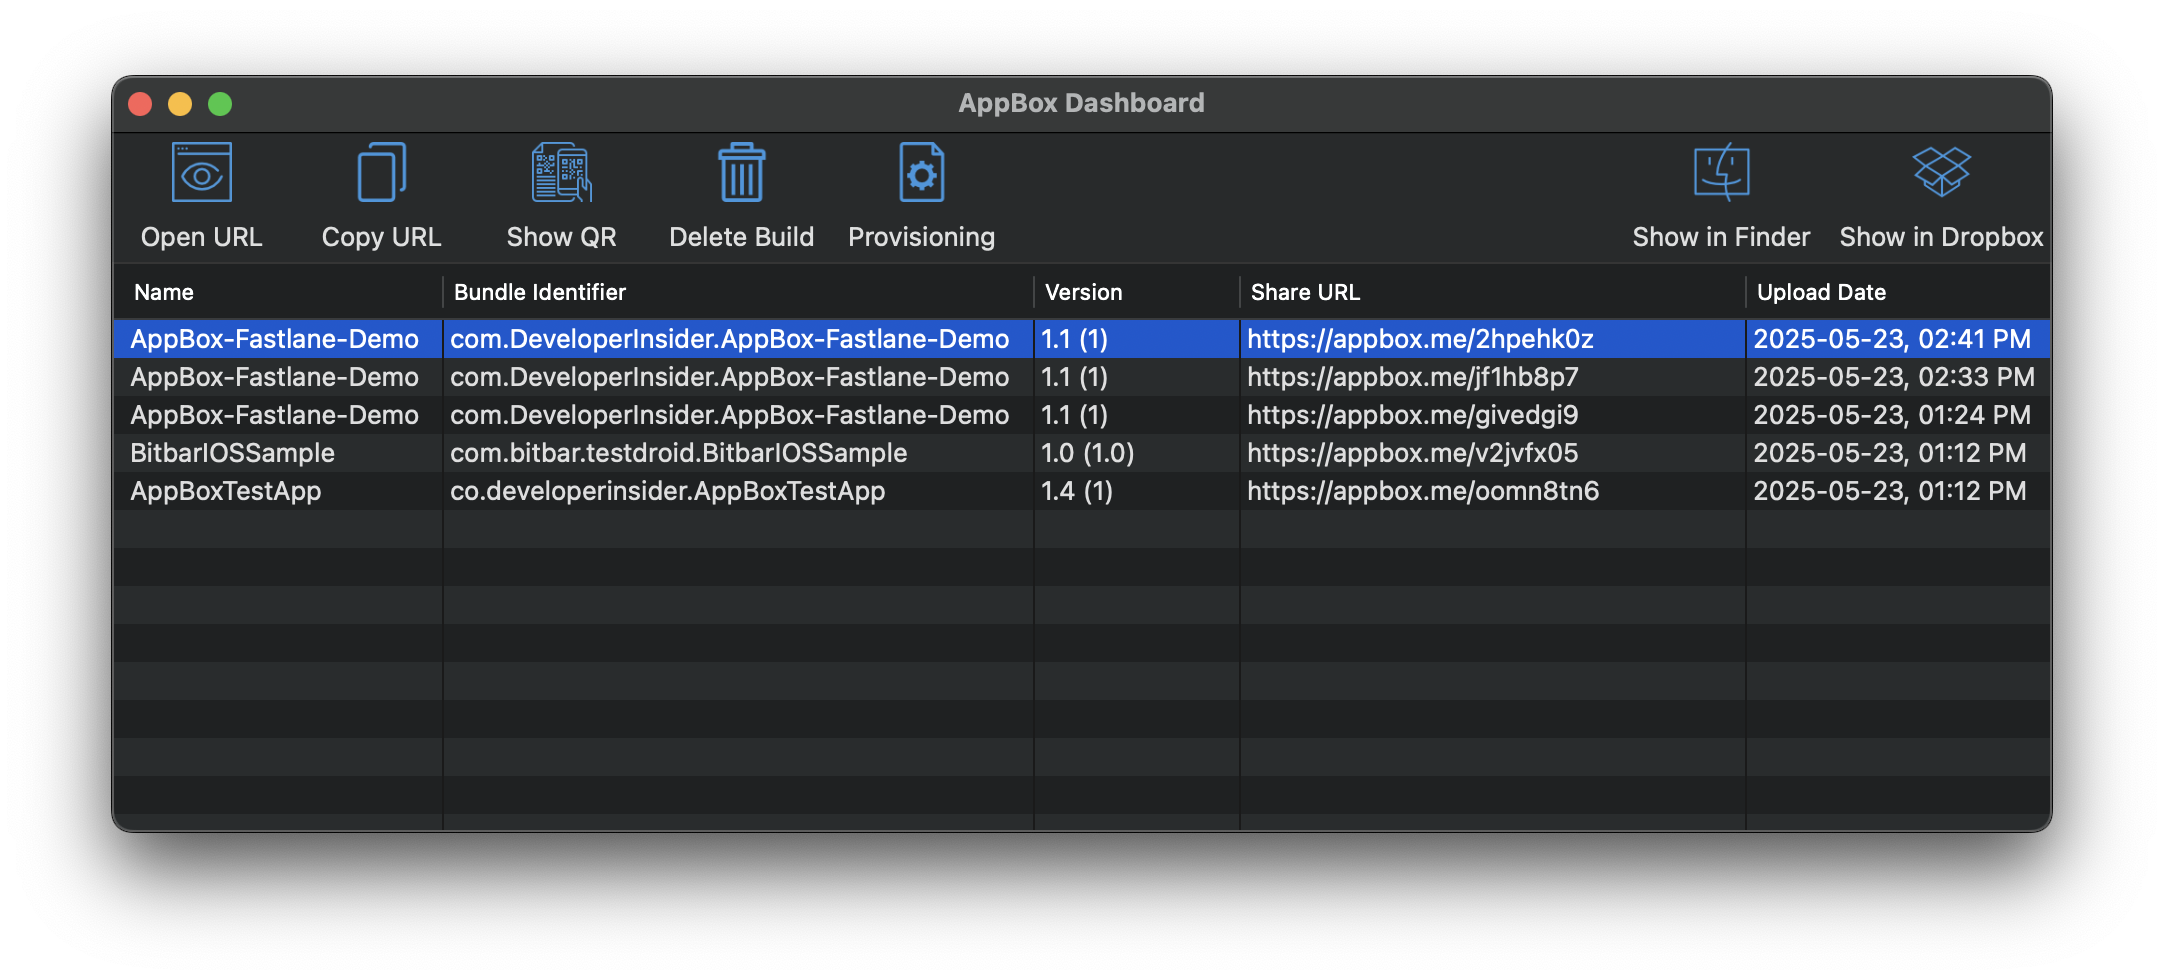 AppBox Dashboard
Open URL Copy URL Show QR Delete Build Provisioning Show in Finder Show in Dropbox
Name Bundle Identifier Version Share URL Upload Date
AppBox-Fastlane-Demo com.DeveloperInsider.AppBox-Fastlane-Demo 1.1 (1) https://appbox.me/2hpehk0z 2025-05-23, 02:41 PM
AppBox-Fastlane-Demo com.DeveloperInsider.AppBox-Fastlane-Demo 1.1 (1) https://appbox.me/jf1hb8p7 2025-05-23, 02:33 PM
AppBox-Fastlane-Demo com.DeveloperInsider.AppBox-Fastlane-Demo 1.1 (1) https://appbox.me/givedgi9 2025-05-23, 01:24 PM
BitbarIOSSample com.bitbar.testdroid.BitbarIOSSample 1.0 (1.0) https://appbox.me/v2jvfx05 2025-05-23, 01:12 PM
AppBoxTestApp co.developerinsider.AppBoxTestApp 1.4 (1) https://appbox.me/oomn8tn6 2025-05-23, 01:12 PM